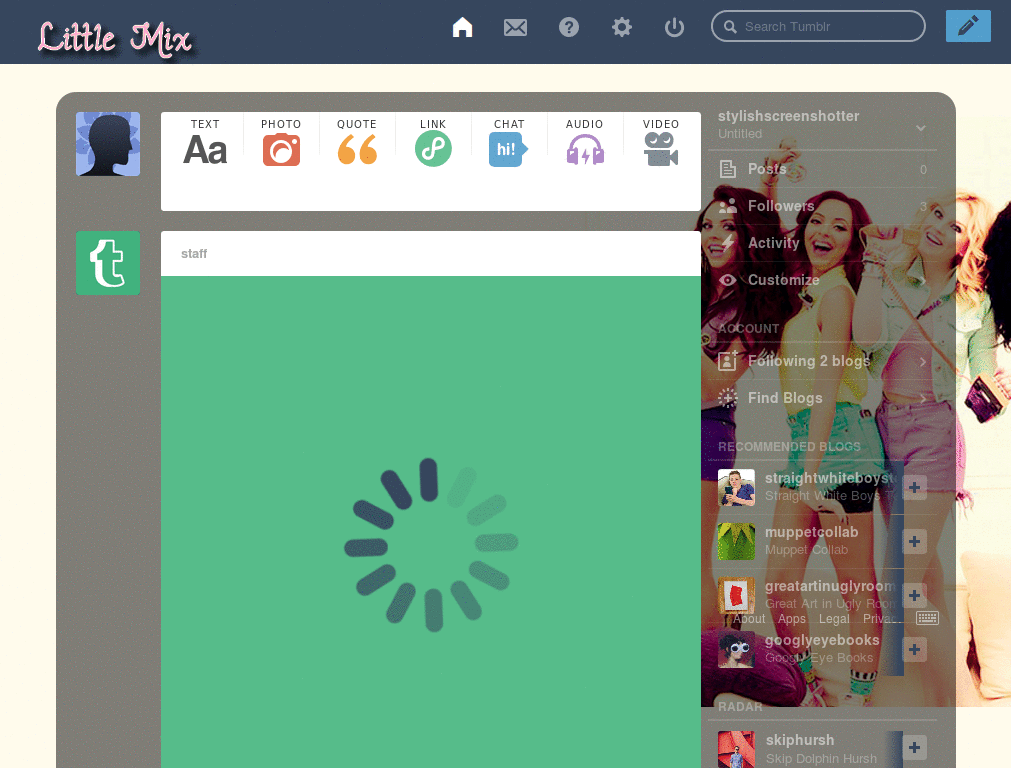 Little Mix
Search Tumblr
TEXT
PHOTO
QUOTE
LINK
CHAT
AUDIO
VIDEO
Aa
hi!
stylishscreenshotter
Untitled
Posts 0
Followers 3
Activity
Customize
ACCOUNT
Following 2 blogs
Find Blogs
RECOMMENDED BLOGS
straightwhiteboyst
Straight White Boys T
muppetcollab
Muppet Collab
greatartinuglyroom
Great Art in Ugly Room
About Apps Legal Privac
googlyeyebooks
Googly Eye Books
RADAR
skiphursh
Skip Dolphin Hursh
t
staff